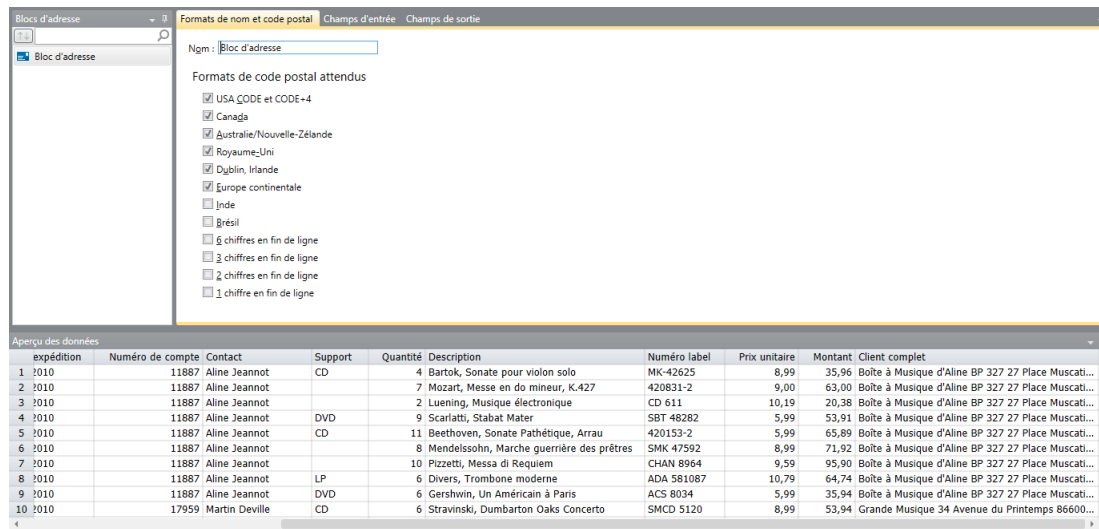 Blocs d'adresse
Formats de nom et code postal Champs d'entrée Champs de sortie
Bloc d'adresse
Nom : Bloc d'adresse
Formats de code postal attendus
USA CODE et CODE+4
Canada
Australie/Nouvelle-Zélande
Royaume-Uni
Dublin, Irlande
Europe continentale
Inde
Brésil
6 chiffres en fin de ligne
3 chiffres en fin de ligne
2 chiffres en fin de ligne
1 chiffre en fin de ligne
Aperçu des données
expédition Numéro de compte Contact Support Quantité Description Numéro label Prix unitaire Montant Client complet
1 2010 11887 Aline Jeannot CD 4 Bartok, Sonate pour violon solo MK-42625 8,99 35,96 Boîte à Musique d'Aline BP 327 27 Place Muscati...
2 2010 11887 Aline Jeannot 7 Mozart, Messe en do mineur, K.427 420831-2 9,00 63,00 Boîte à Musique d'Aline BP 327 27 Place Muscati...
3 2010 11887 Aline Jeannot 2 Luening, Musique électronique CD 611 10,19 20,38 Boîte à Musique d'Aline BP 327 27 Place Muscati...
4 2010 11887 Aline Jeannot DVD 9 Scarlatti, Stabat Mater SBT 48282 5,99 53,91 Boîte à Musique d'Aline BP 327 27 Place Muscati...
5 2010 11887 Aline Jeannot CD 11 Beethoven, Sonate Pathétique, Arrau 420153-2 5,99 65,89 Boîte à Musique d'Aline BP 327 27 Place Muscati...
6 2010 11887 Aline Jeannot 8 Mendelssohn, Marche guerrière des prêtres SMK 47592 8,99 71,92 Boîte à Musique d'Aline BP 327 27 Place Muscati...
7 2010 11887 Aline Jeannot 10 Pizzetti, Messa di Requiem CHAN 8964 9,59 95,90 Boîte à Musique d'Aline BP 327 27 Place Muscati...
8 2010 11887 Aline Jeannot LP 6 Divers, Trombone moderne ADA 581087 10,79 64,74 Boîte à Musique d'Aline BP 327 27 Place Muscati...
9 2010 11887 Aline Jeannot DVD 6 Gershwin, Un Américain à Paris ACS 8034 5,99 35,94 Boîte à Musique d'Aline BP 327 27 Place Muscati...
10 2010 17959 Martin Deville CD 6 Stravinski, Dumbarton Oaks Concerto SMCD 5120 8,99 53,94 Grande Musique 34 Avenue du Printemps 86600...